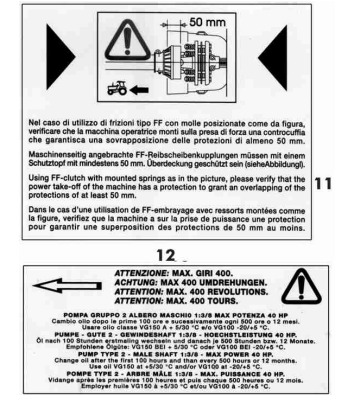 50 mm
Nel caso di utilizzo di frizioni tipo FF con molle posizionate come da figura,
verificare che la macchina operatrice monti sulla presa di forza una controcuffia
che garantisca una sovrapposizione delle protezioni di almeno 50 mm.
Maschinenseitig angebrachte FF-Reibscheibenkupplungen müssen mit einem
Schutztopf mit mindestens 50 mm. Überdeckung geschützt sein (sieheAbbildung).
Using FF-clutch with mounted springs as in the picture, please verify that the
power take-off of the machine has a protection to grant an overlapping of the
protections of at least 50 mm.
11
Dans le cas d'une utilisation de FF-embrayage avec ressorts montées comme
la figure, verifiez que la machine a sur la prise de puissance une protection
pour garantir une superposition des protections de 50 mm au moins.
12
ATTENZIONE: MAX. GIRI 400.
ACHTUNG: MAX 400 UMDREHUNGEN.
ATTENTION: MAX. 400 REVOLUTIONS.
ATTENTION: MAX. 400 TOURS.
POMPA GRUPPO 2 ALBERO MASCHIO 1:3/8 MAX POTENZA 40 HP
Cambio olio dopo le prime 100 ore e sucessivamente ogni 500 ore o 12 mesi.
Usare olio classe VG150 A + 5/30 °C e/o VG100 -20/+5 °C.
PUMPE - GUTE 2 - GEWINDESHAFT 1:3/8 - HOECHSTLEISTUNG 40 HP.
Öl nach 100 Stunden erstmaling wechseln und danach je 500 Stunden bzw. 12 Monate.
Empfohlene Ölgüte: VG150 BEI + 5/30 °C oder VG100 BEI -20/+5 °C.
PUMP TYPE 2 - MALE SHAFT 1:3/8 - MAX POWER 40 HP.
Change oil after the first 100 hours and than every 500 hours or 12 months.
Use oil VG150 at +5/30 °C and/or VG100 at -20/+5 °C.
POMPE TYPE 2 - ARBRE MÂLE 1:3/8 - MAX. PUISSANCE 40 HP.
Vidange après les premières 100 heures et puis chaque 500 heures ou 12 mois.
Employer huile VG150 à +5/30 °C et/ou VG100 à -20/+5 °C.